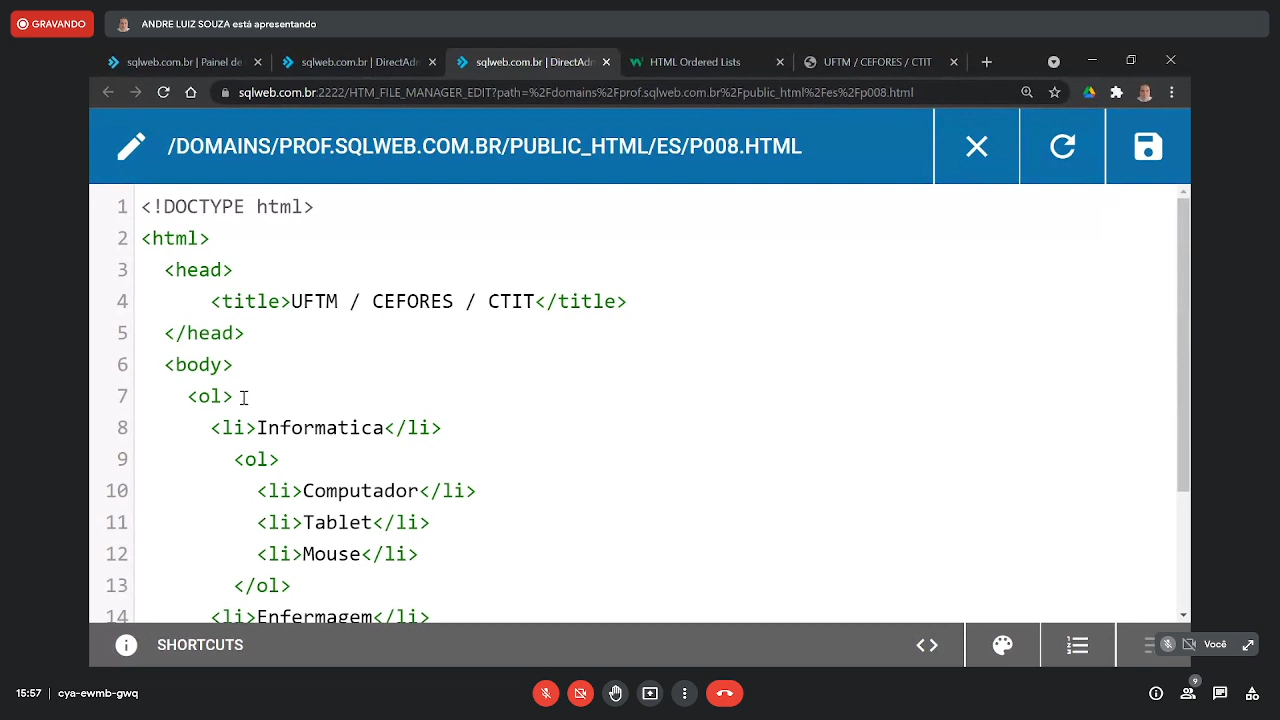 GRAVANDO
ANDRE LUIZ SOUZA está apresentando
sqlweb.com.br | Painel de
sqlweb.com.br | DirectAdm
sqlweb.com.br | DirectAdm
HTML Ordered Lists
UFTM / CEFORES / CTIT
sqlweb.com.br:2222/HTM_FILE_MANAGER_EDIT?path=%2Fdomains%2Fprof.sqlweb.com.br%2Fpublic_html%2Fes%2Fp008.html
/DOMAINS/PROF.SQLWEB.COM.BR/PUBLIC_HTML/ES/P008.HTML
1 <!DOCTYPE html>
2 <html>
3 <head>
4 <title>UFTM / CEFORES / CTIT</title>
5 </head>
6 <body>
7 <ol>
8 <li>Informatica</li>
9 <ol>
10 <li>Computador</li>
11 <li>Tablet</li>
12 <li>Mouse</li>
13 </ol>
14 <li>Enfermagem</li>
SHORTCUTS
Você
15:57 | cya-ewmb-gwq
9